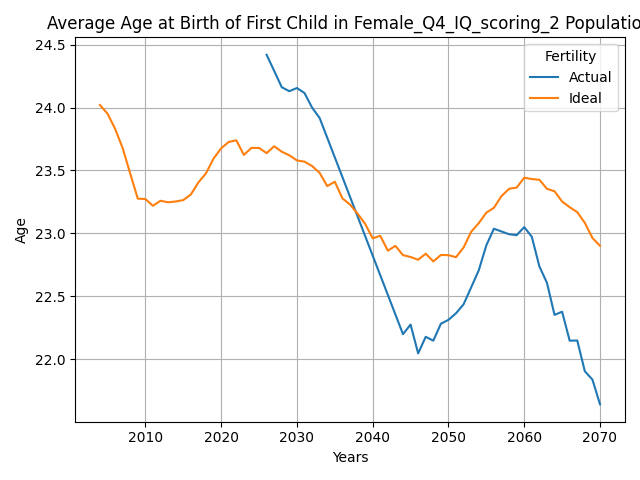 Average Age at Birth of First Child in Female_Q4_IQ_scoring_2 Populatio
24.5
24.0
23.5
23.0
22.5
22.0
Age
Fertility
Actual
Ideal
2010 2020 2030 2040 2050 2060 2070
Years